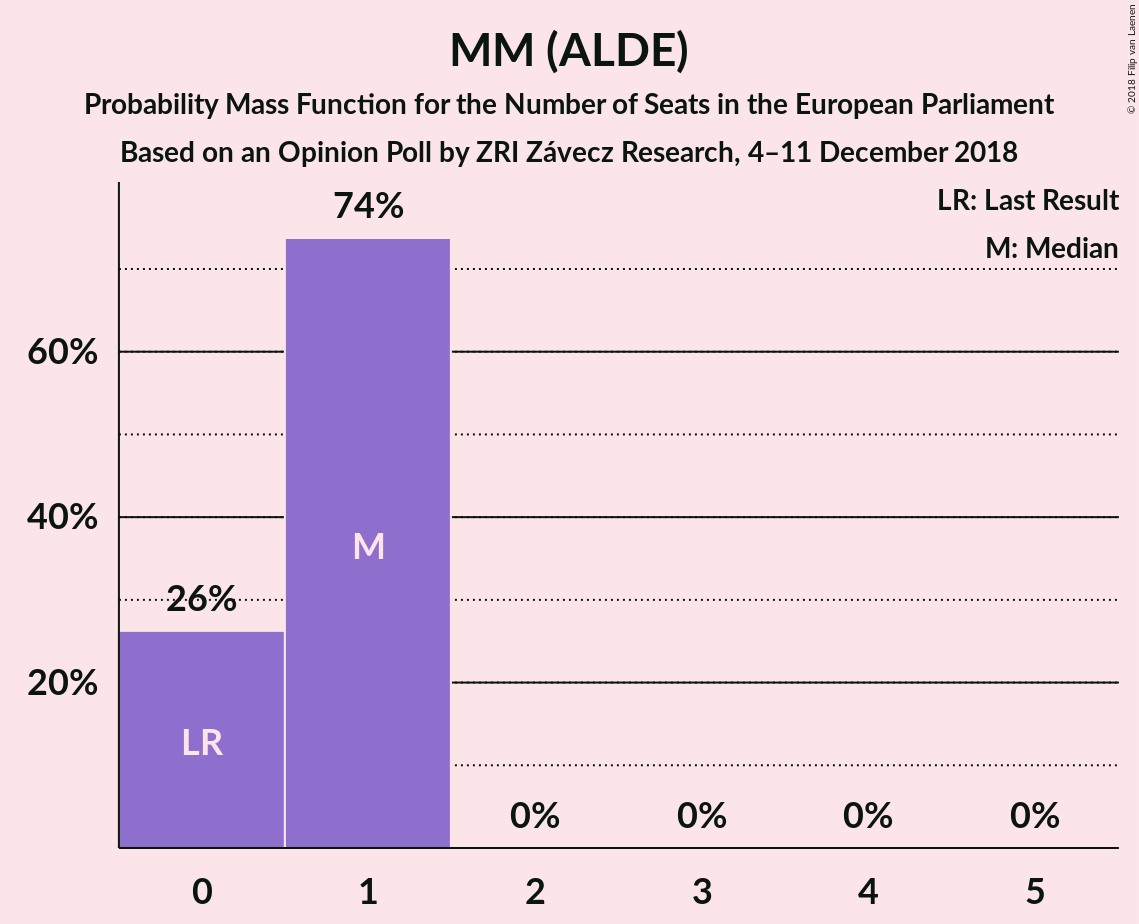 MM (ALDE)
Probability Mass Function for the Number of Seats in the European Parliament
Based on an Opinion Poll by ZRI Závecz Research, 4–11 December 2018
© 2018 Filip van Laenen
LR: Last Result
M: Median
74%
60%
40%
M
26%
20%
LR
0% 0% 0% 0%
0 1 2 3 4 5